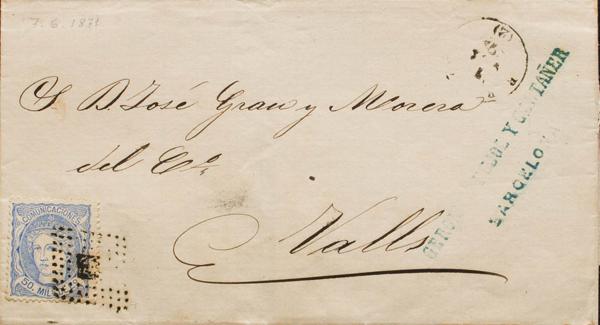 7. 6. 1871
S. D. José Grau y Morera
del Cº
Valls
Y
BARCELONA
COMUNICACIONES
50. MIL